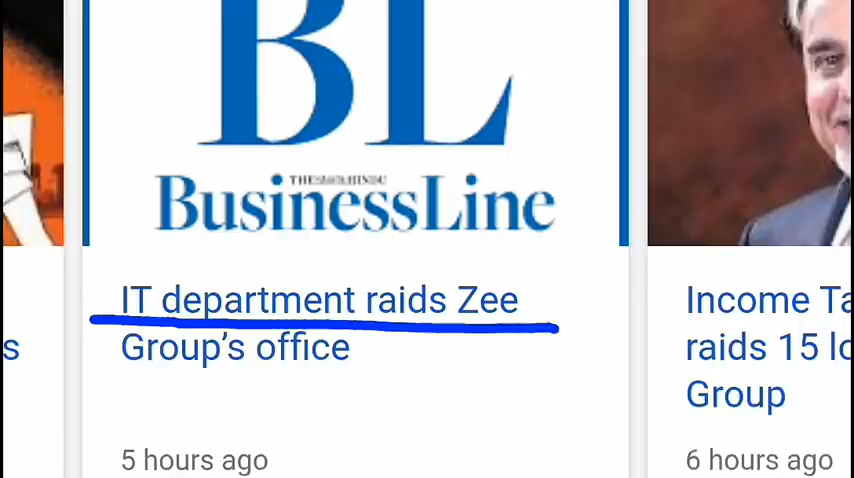 BL
BusinessLine
IT department raids Zee
Group's office
5 hours ago
s
Income Ta
raids 15 lo
Group
6 hours ago